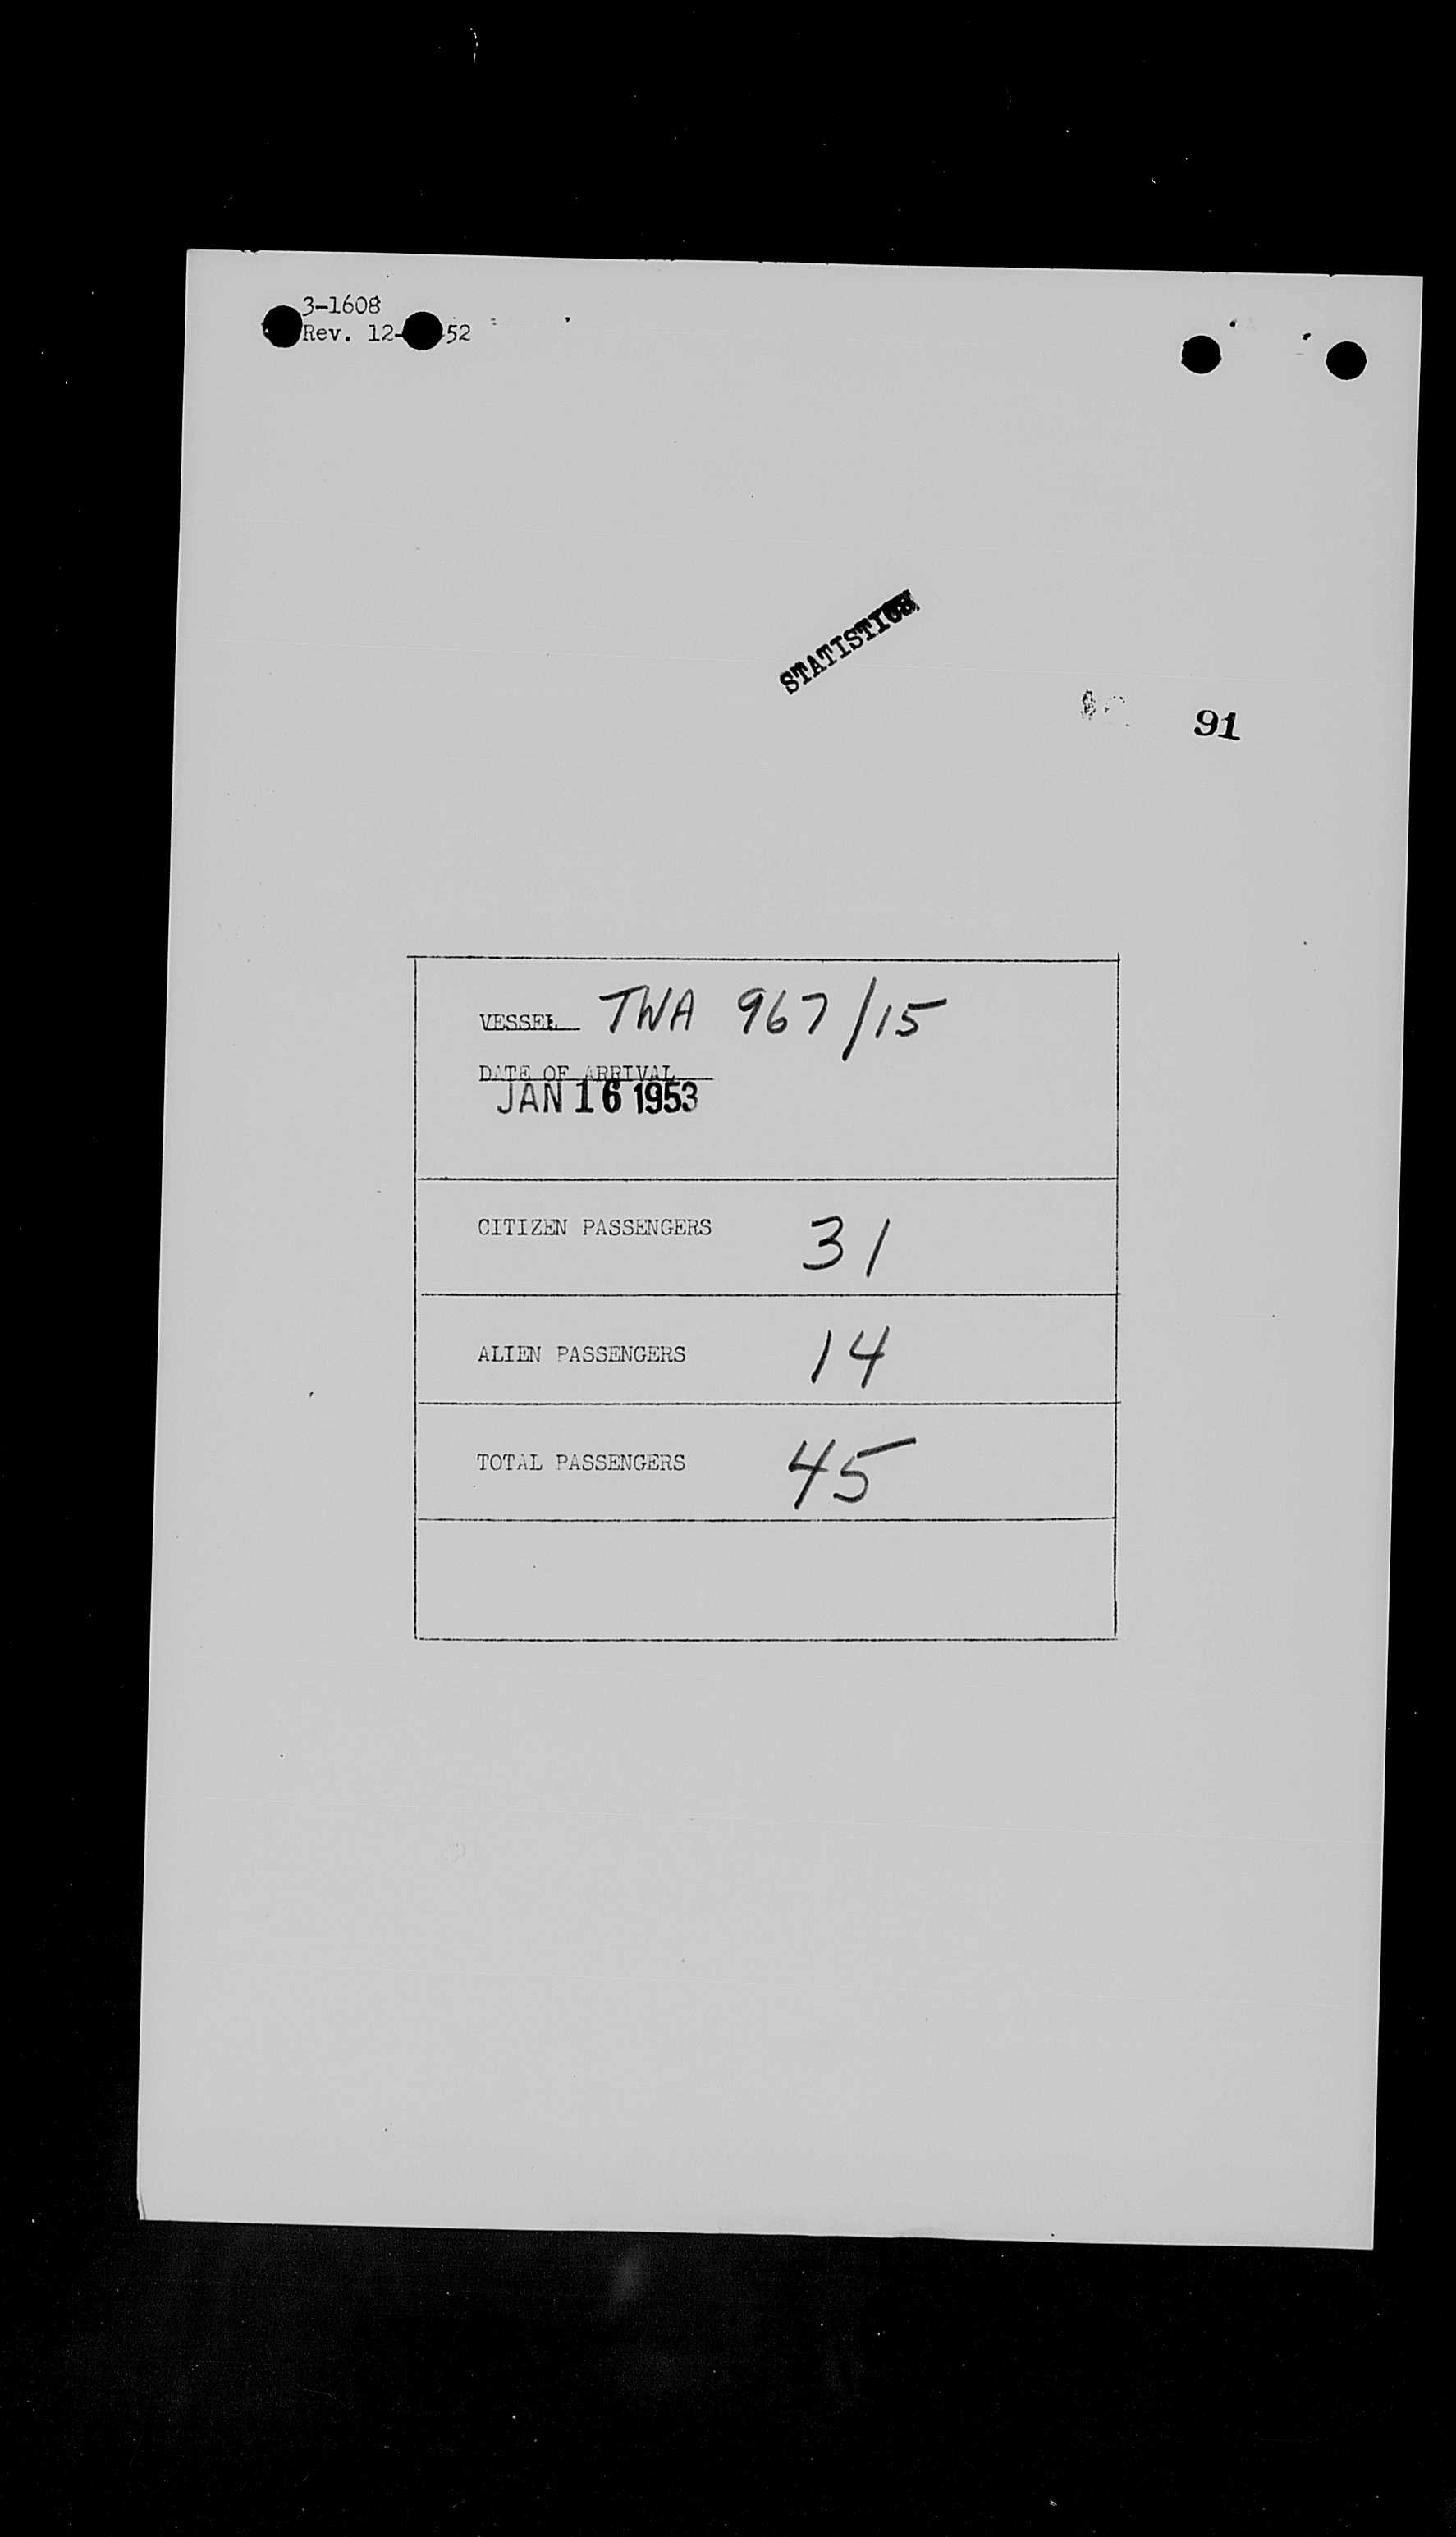 3-1608
Rev. 12- 52
STATISTICS
91
VESSEL TWA 967/15
DATE OF ARRIVAL
JAN 16 1953
CITIZEN PASSENGERS 31
ALIEN PASSENGERS 14
TOTAL PASSENGERS 45